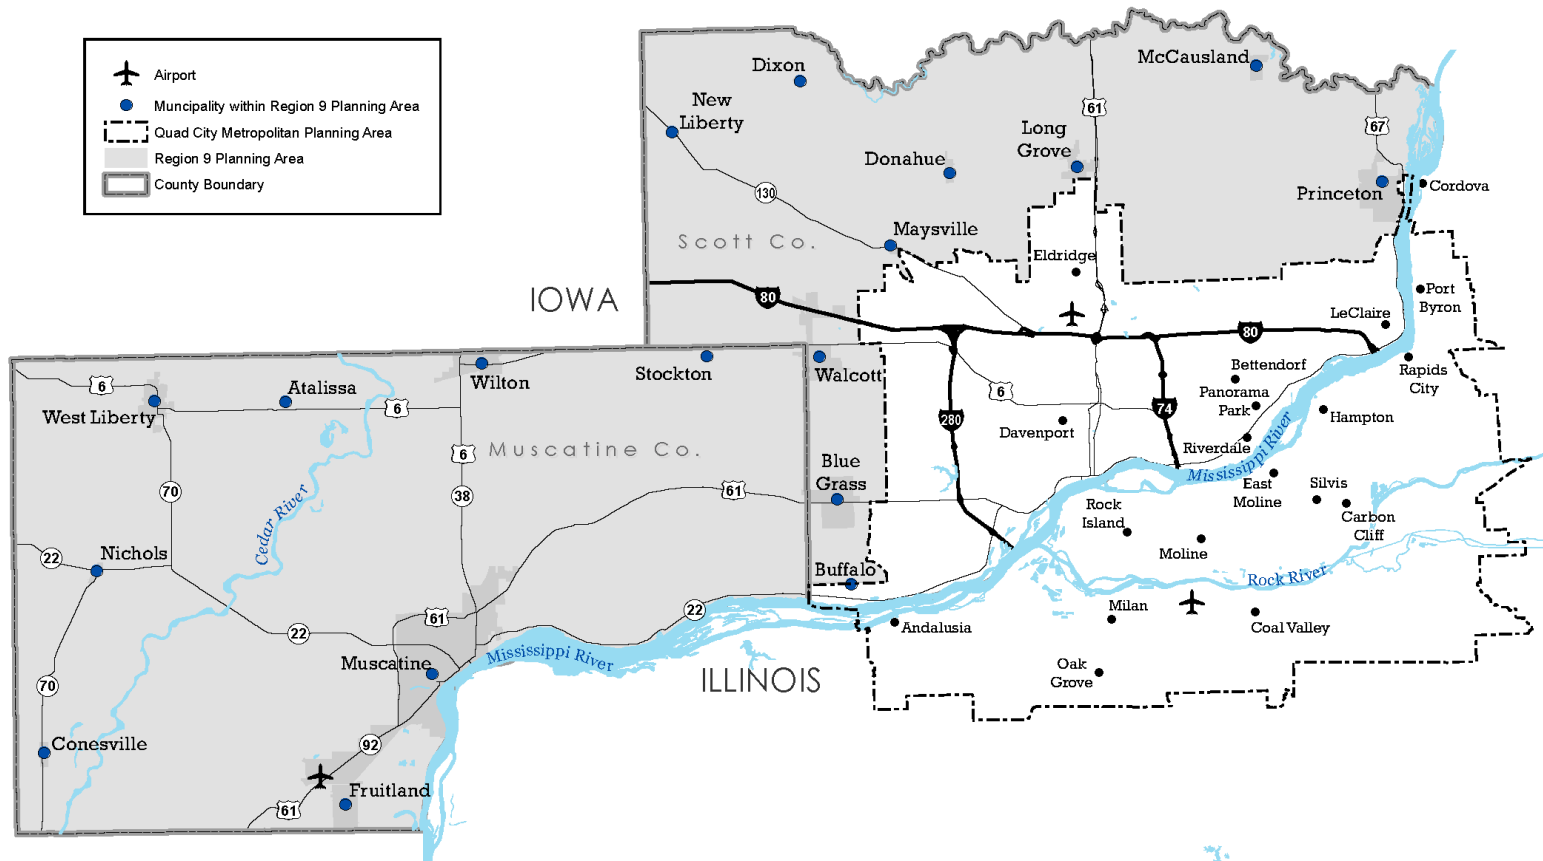 Airport
Muncipality within Region 9 Planning Area
Quad City Metropolitan Planning Area
Region 9 Planning Area
County Boundary
McCausland
Dixon
New
Liberty
61
67
Long
Grove
Donahue
130
Princeton
Cordova
Maysville
Scott Co.
Eldridge
IOWA
80
Port
Byron
LeClaire
80
Bettendorf
Rapids
City
Wilton
Stockton
Walcott
6
Atalissa
6
West Liberty
6
Panorama
Park
74
280
Davenport
Hampton
Riverdale
Mississippi River
Muscatine Co.
6
Blue
Grass
East
Moline
Silvis
70
38
61
Cedar River
Rock
Island
Carbon
Cliff
Moline
22
Nichols
Buffalo
Rock River
22
61
22
Milan
Andalusia
Coal Valley
Muscatine
Mississippi River
ILLINOIS
Oak
Grove
70
Conesville
92
Fruitland
61